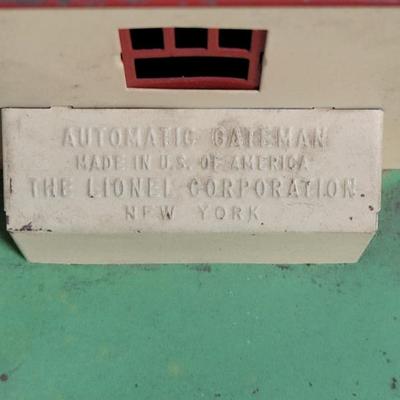 AUTOMATIC GATEMAN
MADE IN U.S. OF AMERICA
THE LIONEL CORPORATION
NEW YORK